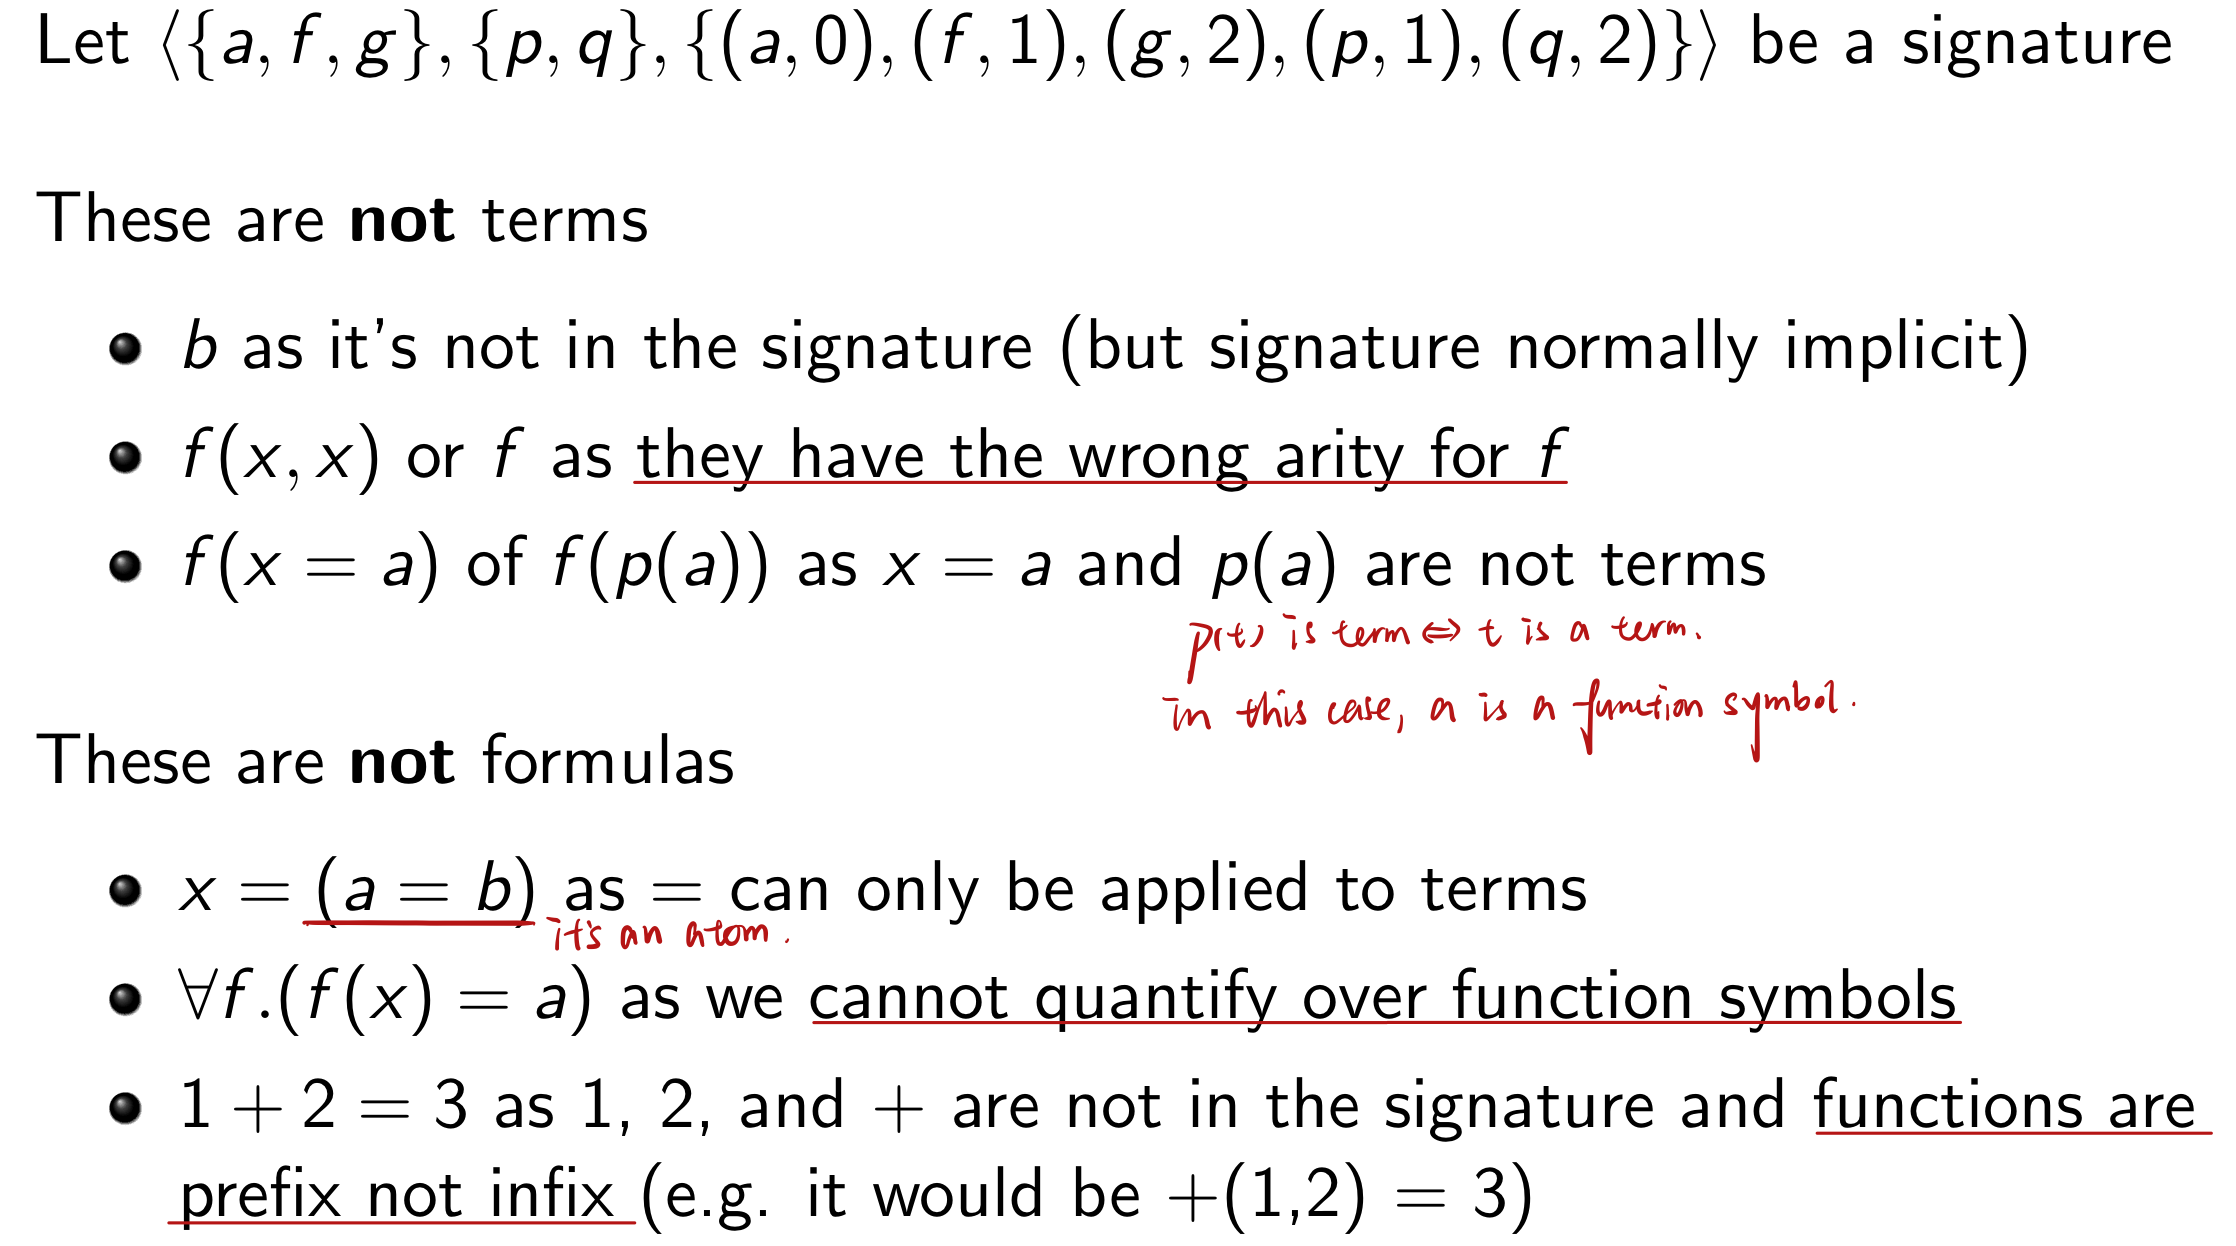 Let ⟨{a, f, g}, {p, q}, {(a, 0), (f, 1), (g, 2), (p, 1), (q, 2)}⟩ be a signature
These are not terms
• b as it's not in the signature (but signature normally implicit)
• f(x, x) or f as they have the wrong arity for f
• f(x = a) of f(p(a)) as x = a and p(a) are not terms
p(t) is term ⇔ t is a term.
in this case, a is a function symbol.
These are not formulas
• x = (a = b) as = can only be applied to terms
it's an atom.
• ∀f.(f(x) = a) as we cannot quantify over function symbols
• 1 + 2 = 3 as 1, 2, and + are not in the signature and functions are
prefix not infix (e.g. it would be +(1,2) = 3)